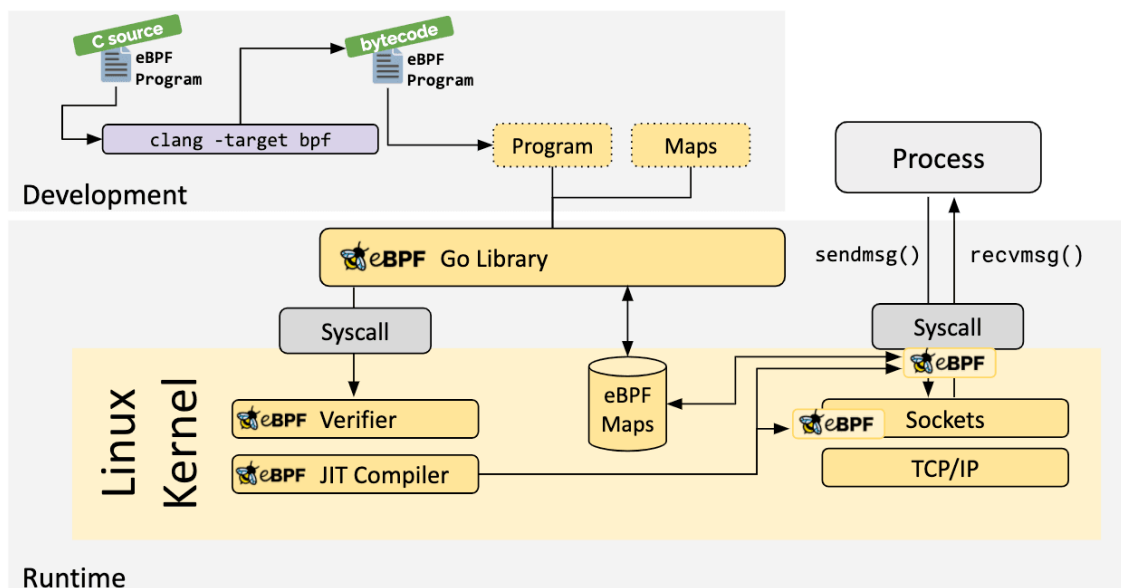 C source
eBPF
Program
bytecode
eBPF
Program
clang -target bpf
Program
Maps
Development
Process
eBPF Go Library
sendmsg()
recvmsg()
Syscall
Syscall
eBPF
Linux
Kernel
eBPF Verifier
eBPF
Maps
eBPF
Sockets
eBPF JIT Compiler
TCP/IP
Runtime